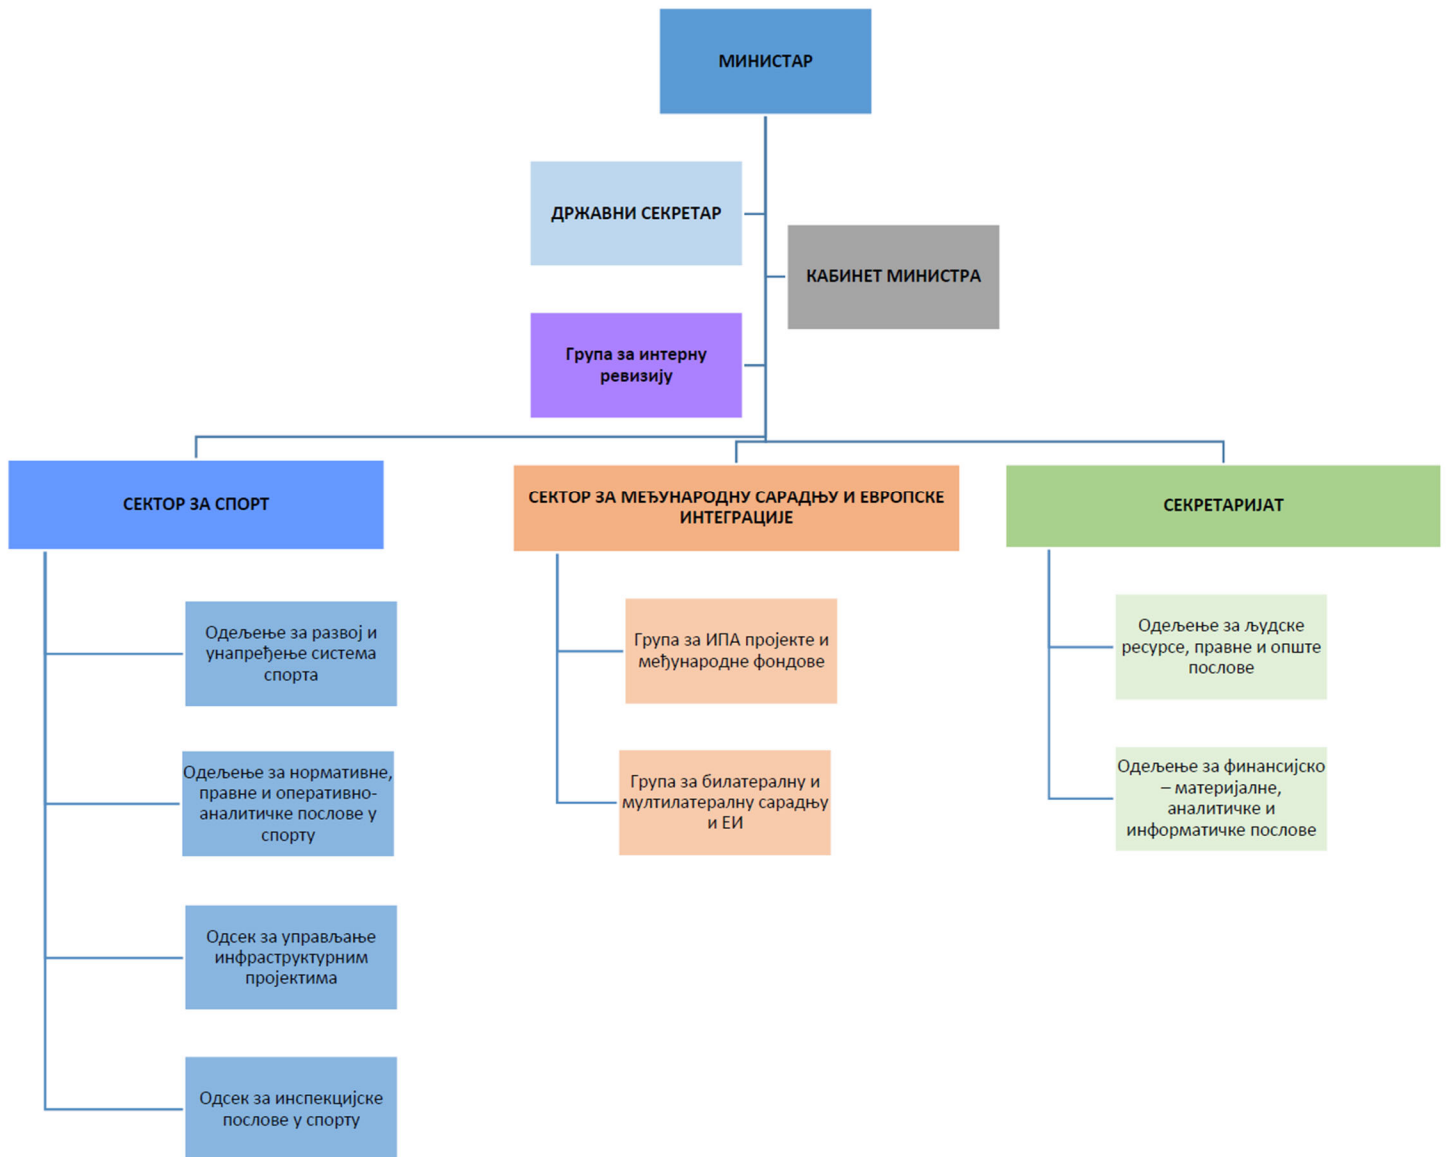 МИНИСТАР
ДРЖАВНИ СЕКРЕТАР
КАБИНЕТ МИНИСТРА
Група за интерну
ревизију
СЕКТОР ЗА СПОРТ
СЕКТОР ЗА МЕЂУНАРОДНУ САРАДЊУ И ЕВРОПСКЕ
ИНТЕГРАЦИЈЕ
СЕКРЕТАРИЈАТ
Одељење за развој и
унапређење система
спорта
Одељење за нормативне,
правне и оперативно-
аналитичке послове у
спорту
Одсек за управљање
инфраструктурним
пројектима
Одсек за инспекцијске
послове у спорту
Група за ИПА пројекте и
међународне фондове
Група за билатералну и
мултилатералну сарадњу
и ЕИ
Одељење за људске
ресурсе, правне и опште
послове
Одељење за финансијско
– материјалне,
аналитичке и
информатичке послове